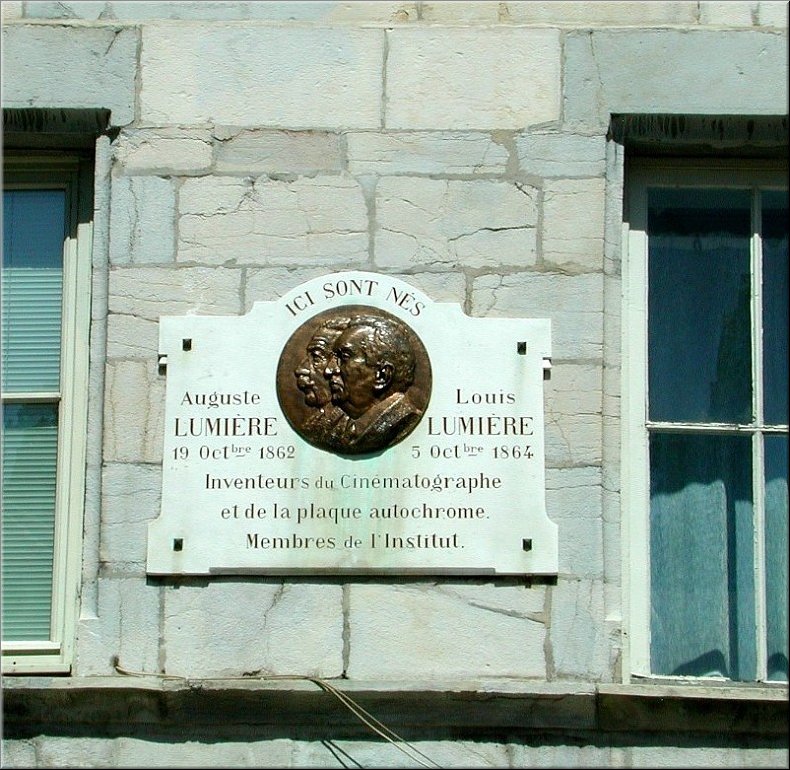 ICI SONT NÉS
Auguste
LUMIÈRE
19 Octbre 1862
Louis
LUMIÈRE
5 Octbre 1864
Inventeurs du Cinématographe
et de la plaque autochrome.
Membres de l'Institut.